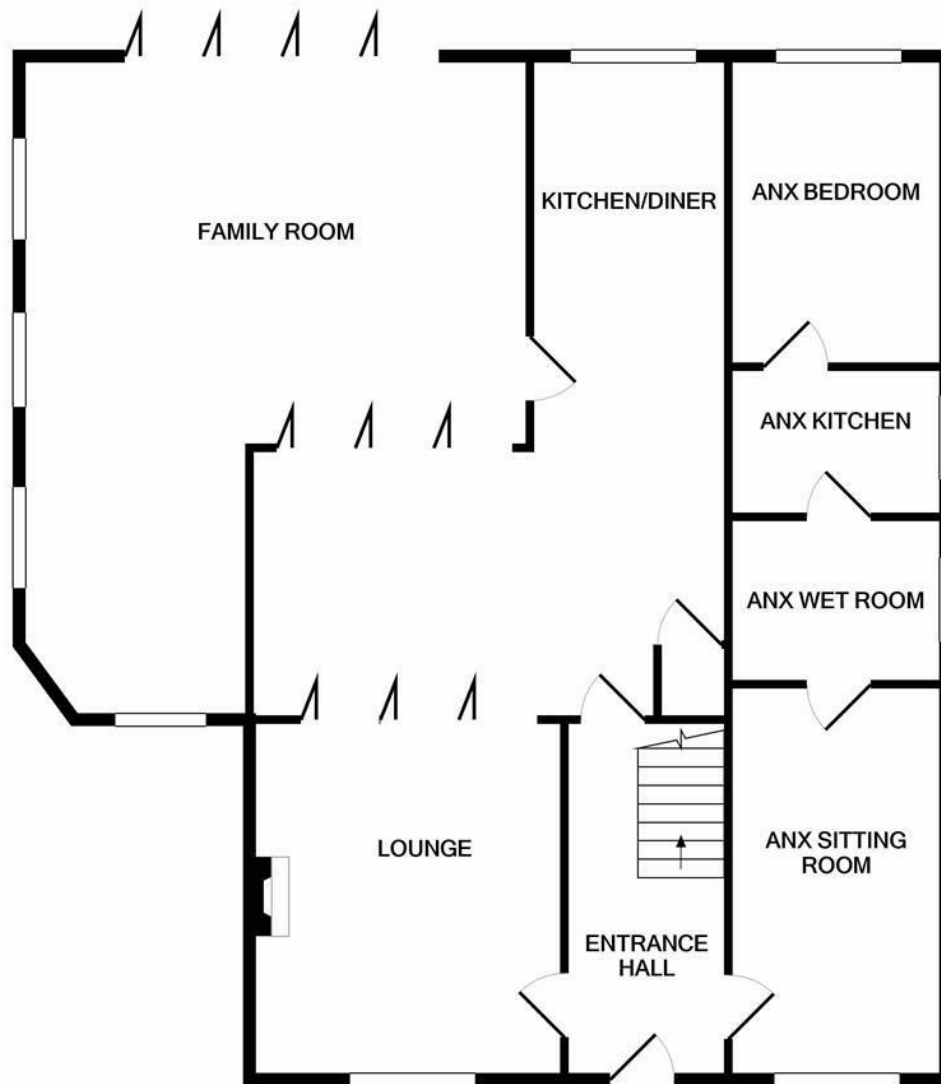 FAMILY ROOM
KITCHEN/DINER
ANX BEDROOM
ANX KITCHEN
ANX WET ROOM
LOUNGE
ANX SITTING
ROOM
ENTRANCE
HALL